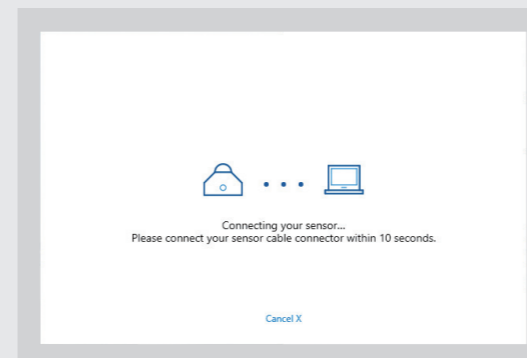 Connecting your sensor...
Please connect your sensor cable connector within 10 seconds.
Cancel X